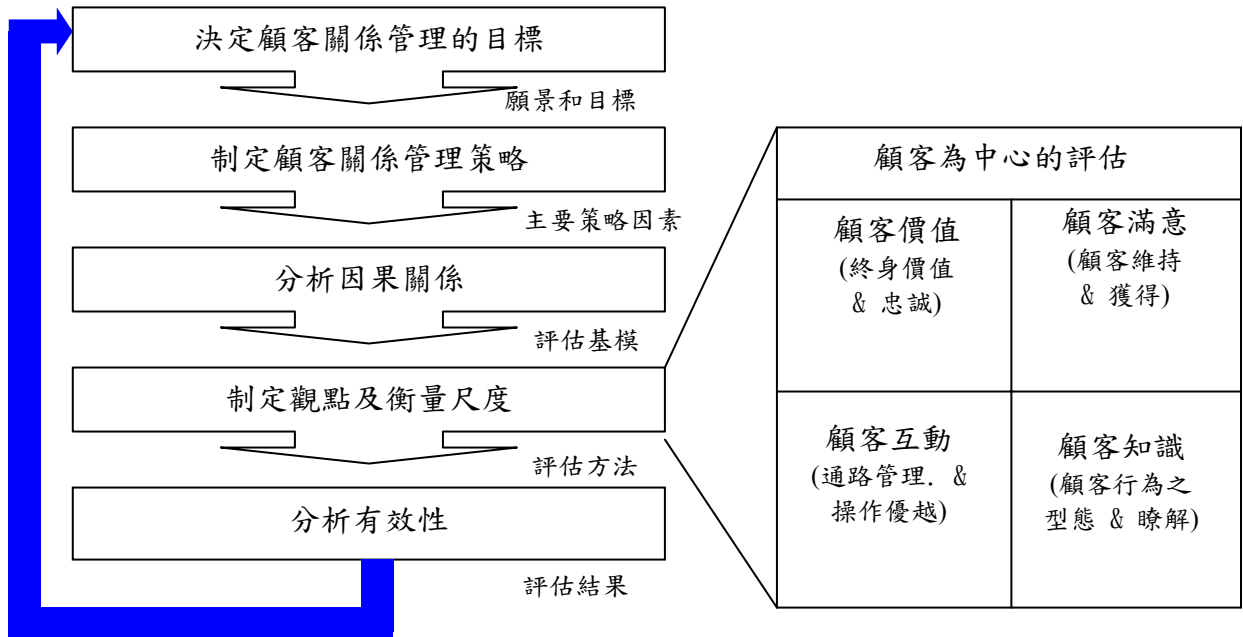 決定顧客關係管理的目標
願景和目標
制定顧客關係管理策略
主要策略因素
分析因果關係
評估基模
制定觀點及衡量尺度
評估方法
分析有效性
評估結果
顧客為中心的評估
顧客價值
(終身價值
& 忠誠)
顧客滿意
(顧客維持
& 獲得)
顧客互動
(通路管理. &
操作優越)
顧客知識
(顧客行為之
型態 & 瞭解)